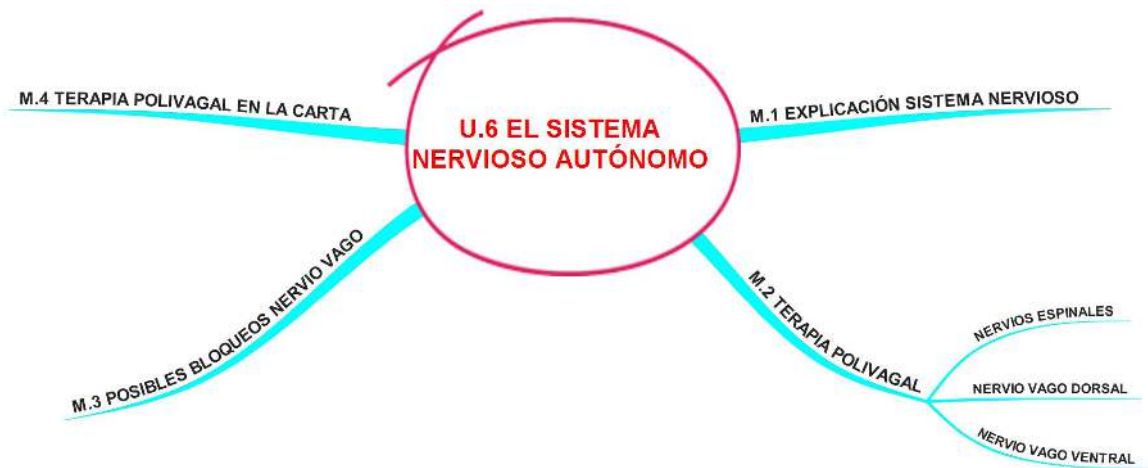 U.6 EL SISTEMA
NERVIOSO AUTÓNOMO
M.1 EXPLICACIÓN SISTEMA NERVIOSO
M.2 TERAPIA POLIVAGAL
NERVIOS ESPINALES
NERVIO VAGO DORSAL
NERVIO VAGO VENTRAL
M.3 POSIBLES BLOQUEOS NERVIO VAGO
M.4 TERAPIA POLIVAGAL EN LA CARTA